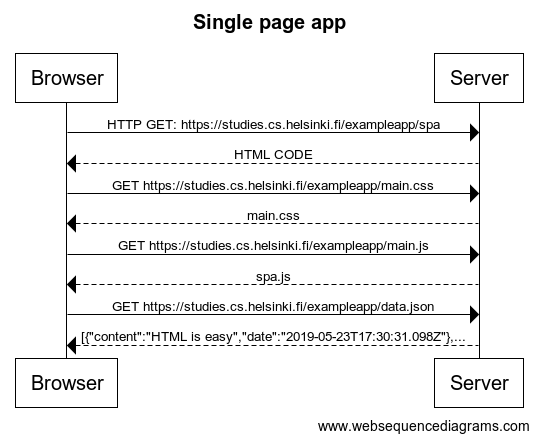 Single page app
Browser Server
HTTP GET: https://studies.cs.helsinki.fi/exampleapp/spa
HTML CODE
GET https://studies.cs.helsinki.fi/exampleapp/main.css
main.css
GET https://studies.cs.helsinki.fi/exampleapp/main.js
spa.js
GET https://studies.cs.helsinki.fi/exampleapp/data.json
[{"content":"HTML is easy","date":"2019-05-23T17:30:31.098Z"},...
Browser Server
www.websequencediagrams.com